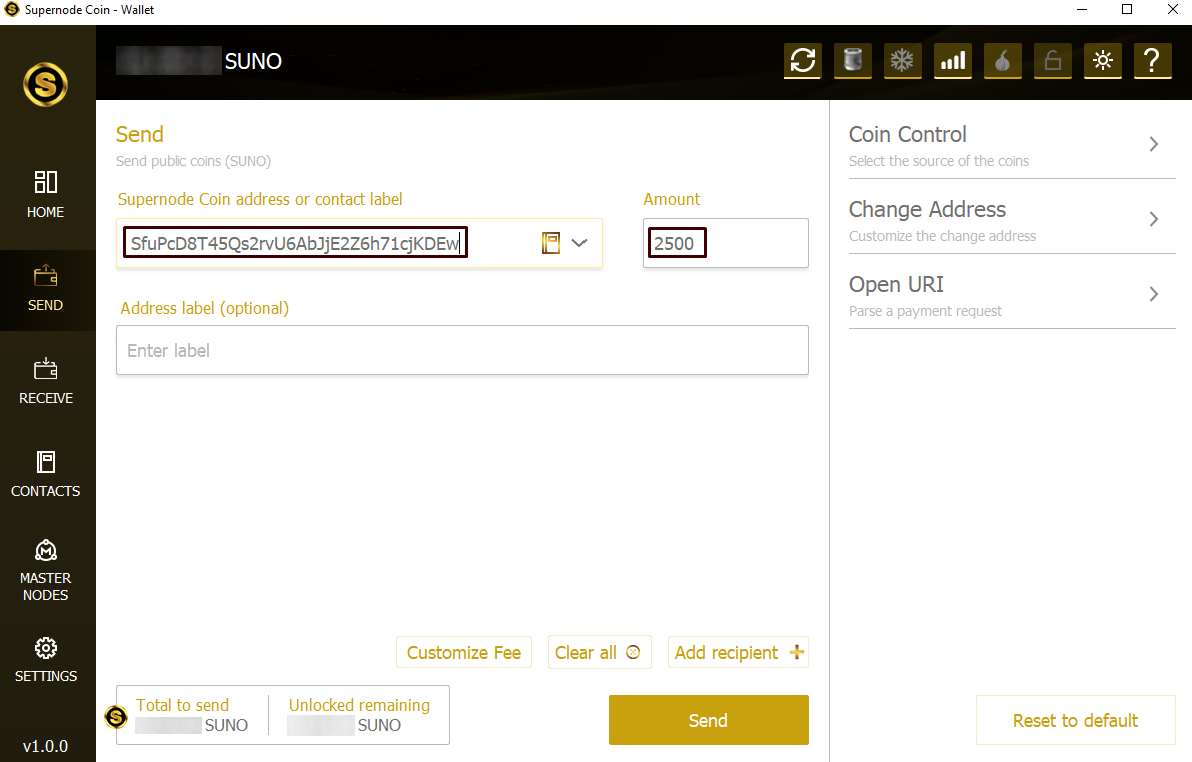 Supernode Coin - Wallet
SUNO
HOME
SEND
RECEIVE
CONTACTS
MASTER
NODES
SETTINGS
v1.0.0
Send
Send public coins (SUNO)
Supernode Coin address or contact label
SfuPcD8T45Qs2rvU6AbJjE2Z6h71cjKDEw
Amount
2500
Address label (optional)
Enter label
Customize Fee
Clear all
Add recipient
Total to send
SUNO
Unlocked remaining
SUNO
Send
Coin Control
Select the source of the coins
Change Address
Customize the change address
Open URI
Parse a payment request
Reset to default